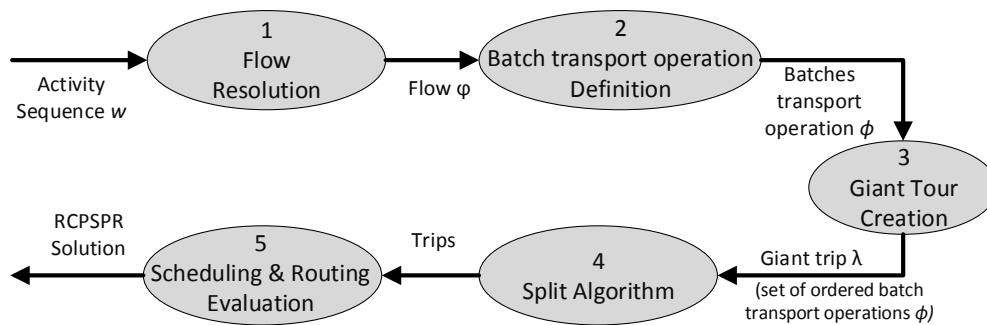 1
Flow
Resolution
Activity
Sequence w
2
Batch transport operation
Definition
Flow φ
Batches
transport
operation ϕ
3
Giant Tour
Creation
Giant trip λ
(set of ordered batch
transport operations ϕ)
4
Split Algorithm
Trips
5
Scheduling & Routing
Evaluation
RCPSPR
Solution